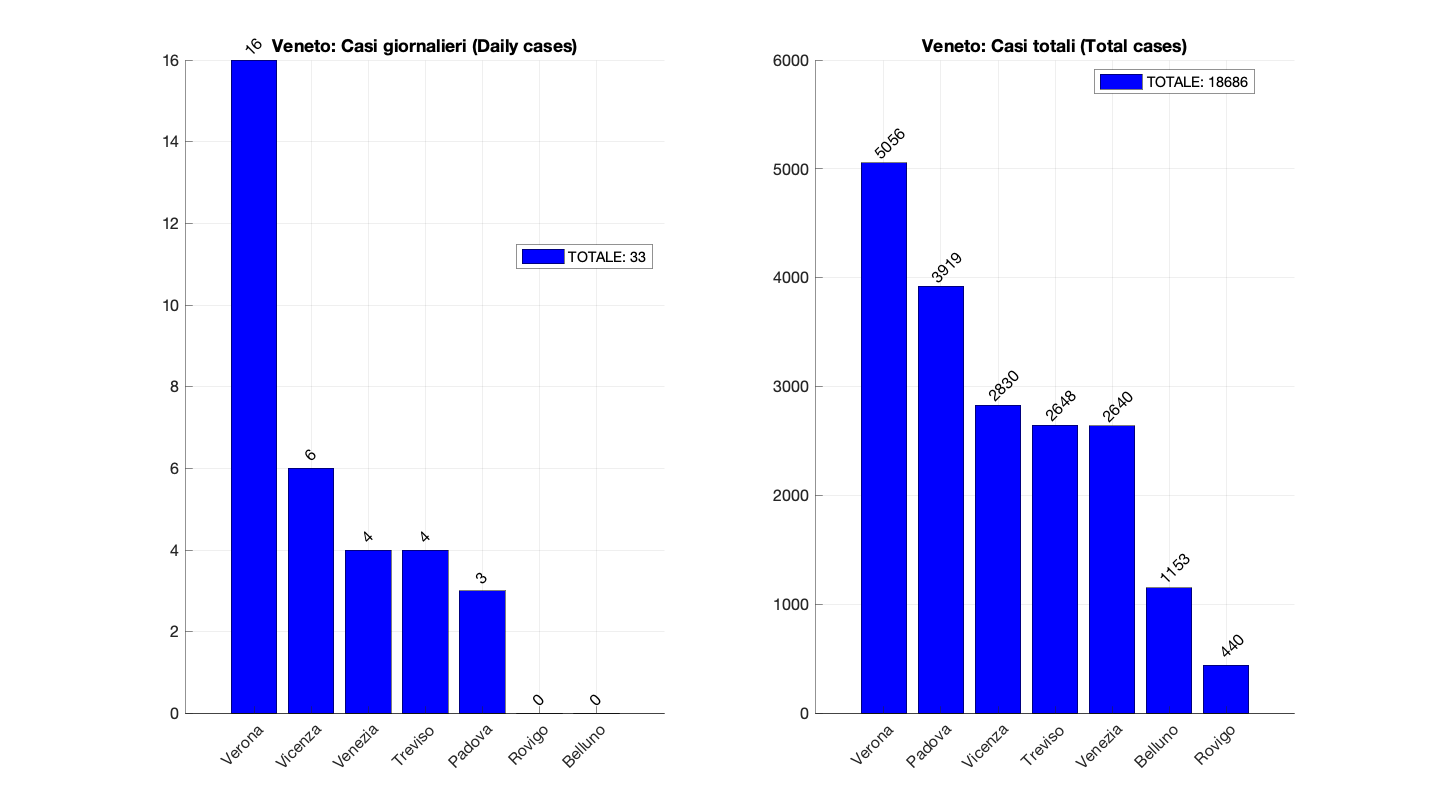 Veneto: Casi giornalieri (Daily cases)
16
14
12
10
8
6
4
2
0
16
6
4
4
3
0
0
TOTALE: 33
Verona
Vicenza
Venezia
Treviso
Padova
Rovigo
Belluno
Veneto: Casi totali (Total cases)
6000
5000
4000
3000
2000
1000
0
TOTALE: 18686
5056
3919
2830
2648
2640
1153
440
Verona
Padova
Vicenza
Treviso
Venezia
Belluno
Rovigo